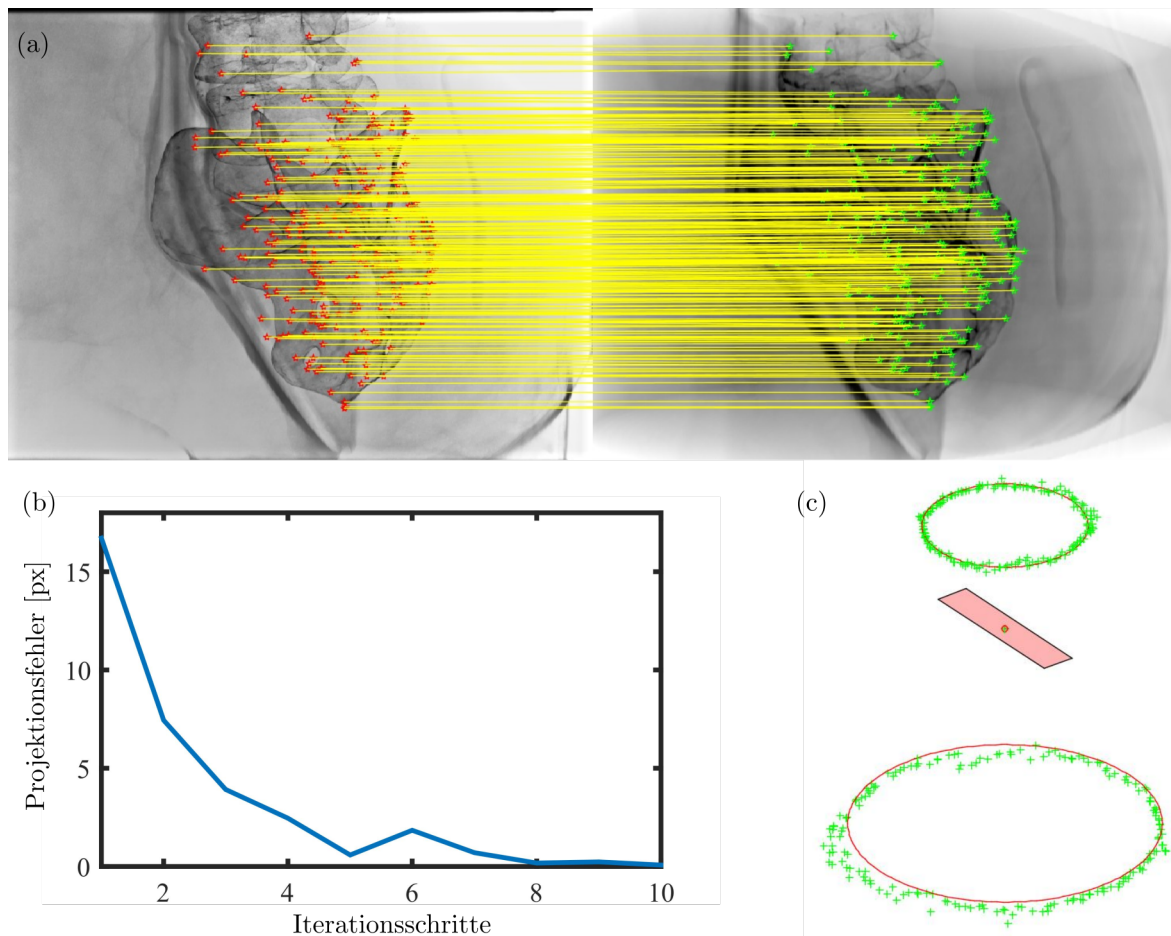 (a)
(b)
(c)
Projektionsfehler [px]
15
10
5
0
2 4 6 8 10
Iterationsschritte